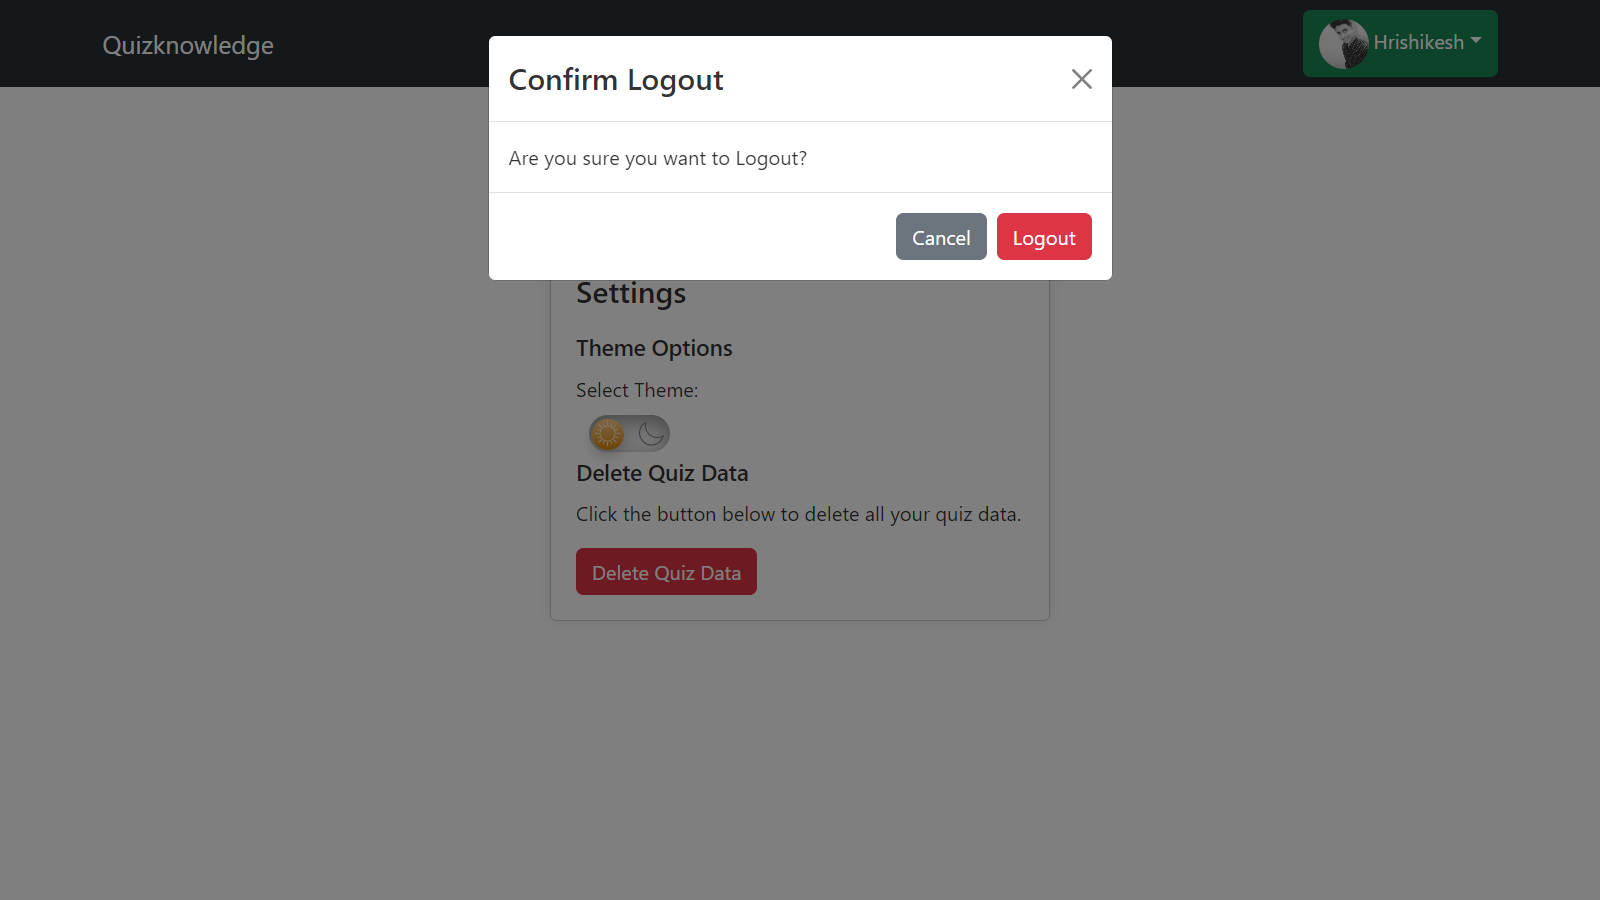 Quizknowledge
Hrishikesh
Confirm Logout
Are you sure you want to Logout?
Cancel
Logout
Settings
Theme Options
Select Theme:
Delete Quiz Data
Click the button below to delete all your quiz data.
Delete Quiz Data